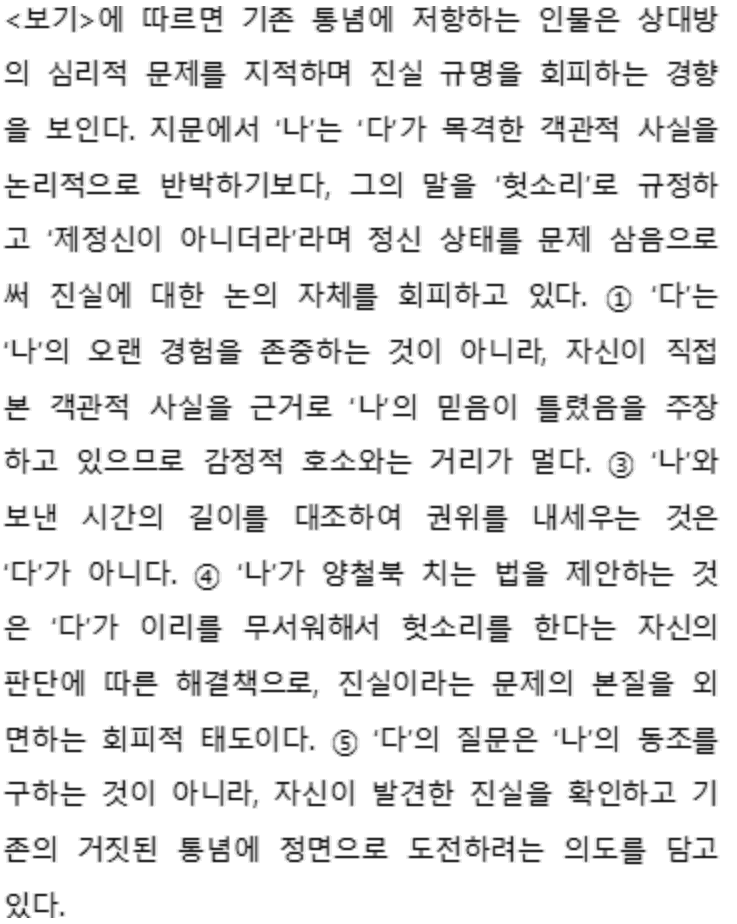 <보기>에 따르면 기존 통념에 저항하는 인물은 상대방
의 심리적 문제를 지적하며 진실 규명을 회피하는 경향
을 보인다. 지문에서 ‘나’는 ‘다’가 목격한 객관적 사실을
논리적으로 반박하기보다, 그의 말을 ‘헛소리’로 규정하
고 ‘제정신이 아니더라’라며 정신 상태를 문제 삼음으로
써 진실에 대한 논의 자체를 회피하고 있다. ① ‘다’는
‘나’의 오랜 경험을 존중하는 것이 아니라, 자신이 직접
본 객관적 사실을 근거로 ‘나’의 믿음이 틀렸음을 주장
하고 있으므로 감정적 호소와는 거리가 멀다. ③ ‘나’와
보낸 시간의 길이를 대조하여 권위를 내세우는 것은
‘다’가 아니다. ④ ‘나’가 양철북 치는 법을 제안하는 것
은 ‘다’가 이리를 무서워해서 헛소리를 한다는 자신의
판단에 따른 해결책으로, 진실이라는 문제의 본질을 외
면하는 회피적 태도이다. ⑤ ‘다’의 질문은 ‘나’의 동조를
구하는 것이 아니라, 자신이 발견한 진실을 확인하고 기
존의 거짓된 통념에 정면으로 도전하려는 의도를 담고
있다.